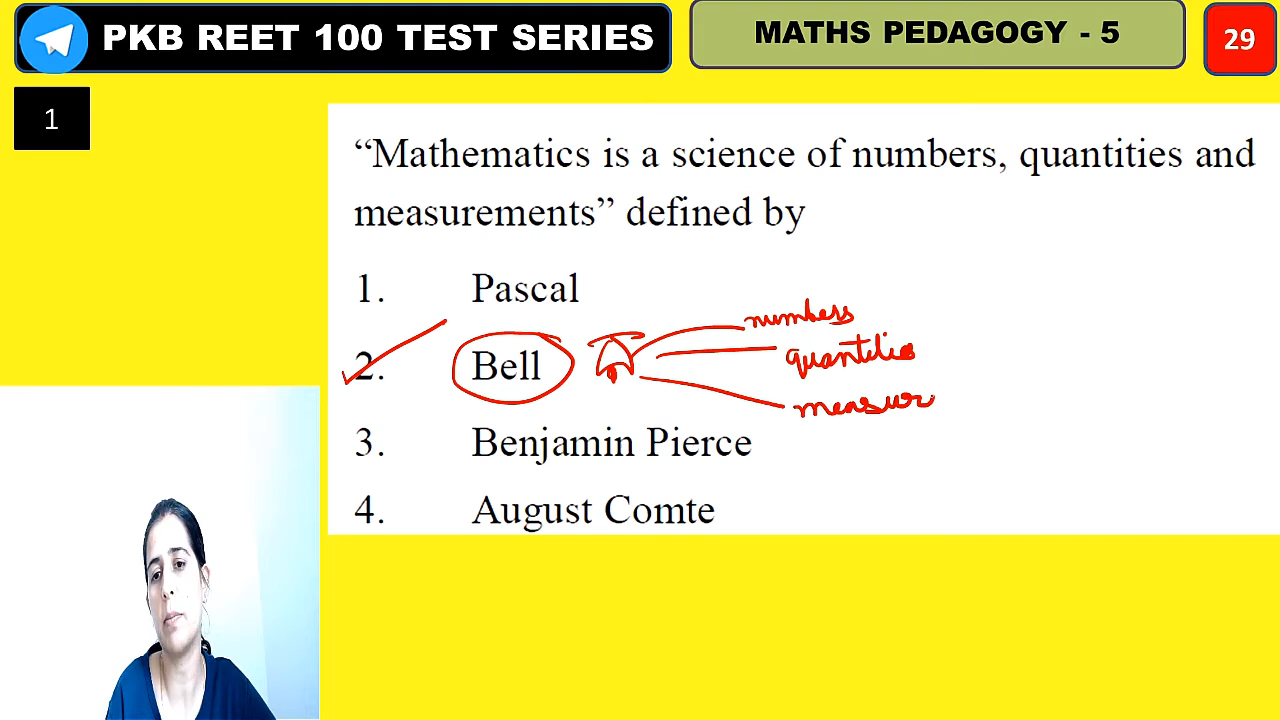 PKB REET 100 TEST SERIES
MATHS PEDAGOGY - 5
29
1
“Mathematics is a science of numbers, quantities and
measurements” defined by
1. Pascal
2. Bell
numbers
quantities
measur
3. Benjamin Pierce
4. August Comte